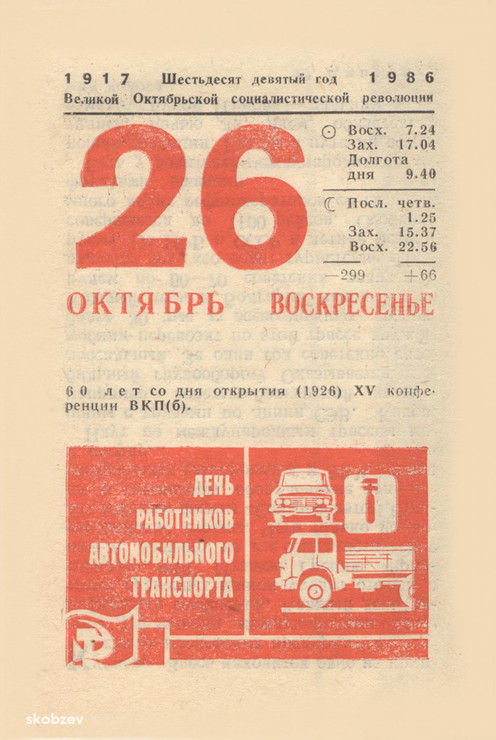 1917 Шестьдесят девятый год 1986
Великой Октябрьской социалистической революции
26
Восх. 7.24
Зах. 17.04
Долгота
дня 9.40
Посл. четв.
1.25
Зах. 15.37
Восх. 22.56
—299 +66
ОКТЯБРЬ ВОСКРЕСЕНЬЕ
60 лет со дня открытия (1926) XV конфе-
ренции ВКП(б).
ДЕНЬ
РАБОТНИКОВ
АВТОМОБИЛЬНОГО
ТРАНСПОРТА
skobzev